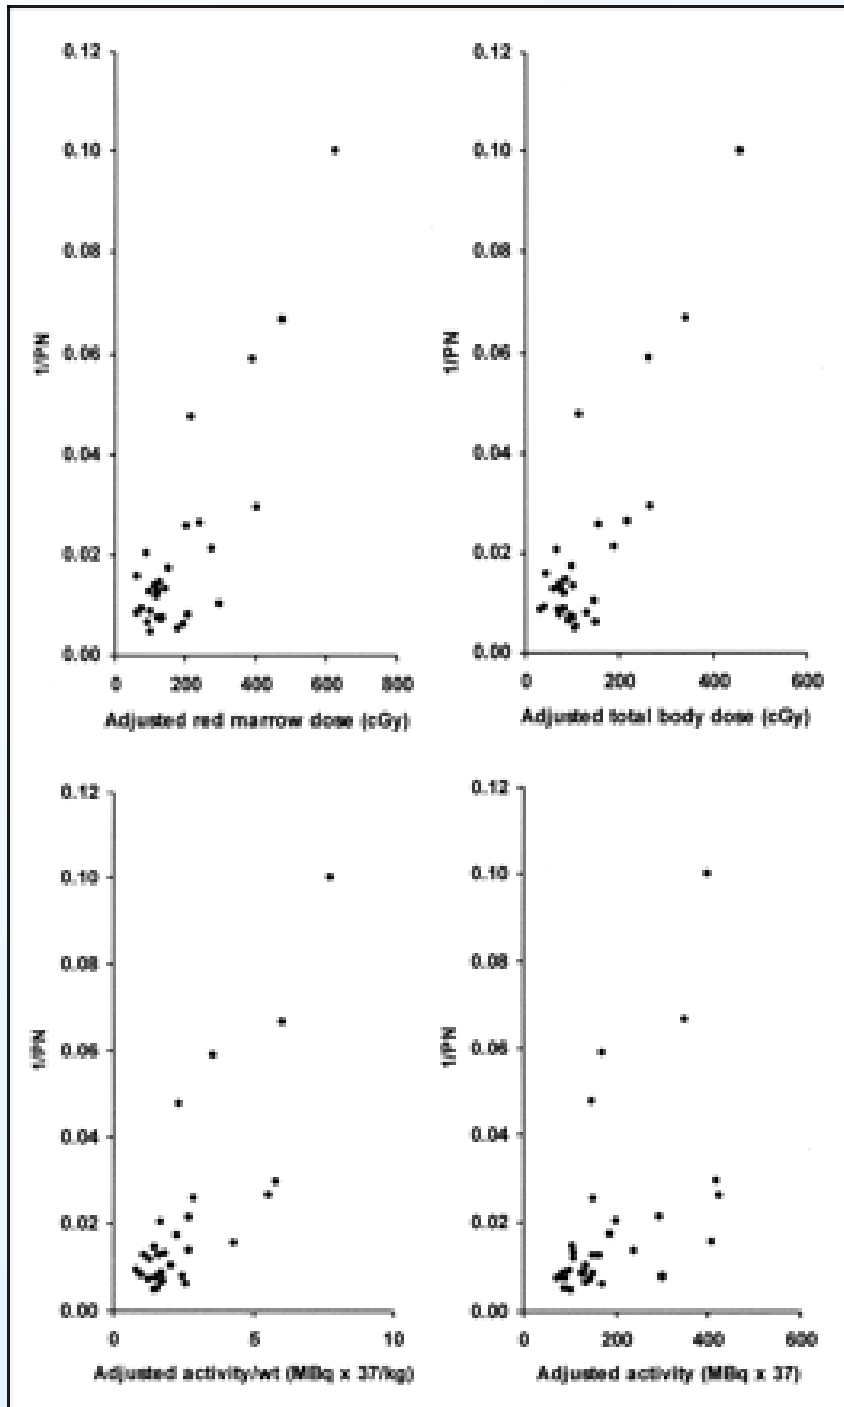 0.12
0.10
0.08
0.06
0.04
0.02
0.00
1/PN
0 200 400 600 800
Adjusted red marrow dose (cGy)
0.12
0.10
0.08
0.06
0.04
0.02
0.00
1/PN
0 200 400 600
Adjusted total body dose (cGy)
0.12
0.10
0.08
0.06
0.04
0.02
0.00
1/PN
0 5 10
Adjusted activity/wt (MBq x 37/kg)
0.12
0.10
0.08
0.06
0.04
0.02
0.00
1/PN
0 200 400 600
Adjusted activity (MBq x 37)